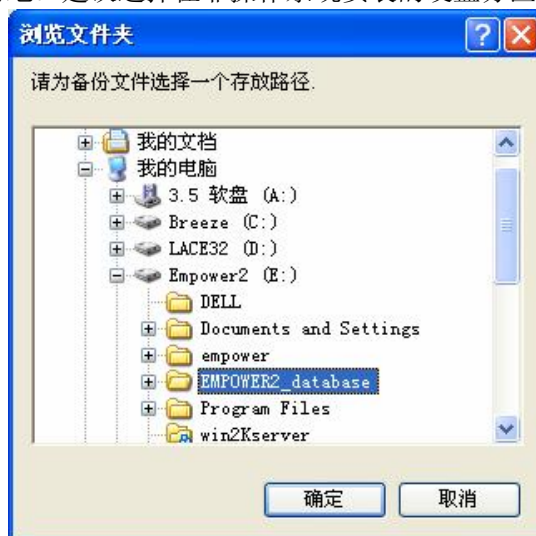 浏览文件夹
请为备份文件选择一个存放路径.
我的文档
我的电脑
3.5 软盘 (A:)
Breeze (C:)
LACE32 (D:)
Empower2 (E:)
DELL
Documents and Settings
empower
EMPOWER2_database
Program Files
win2Kserver
确定
取消